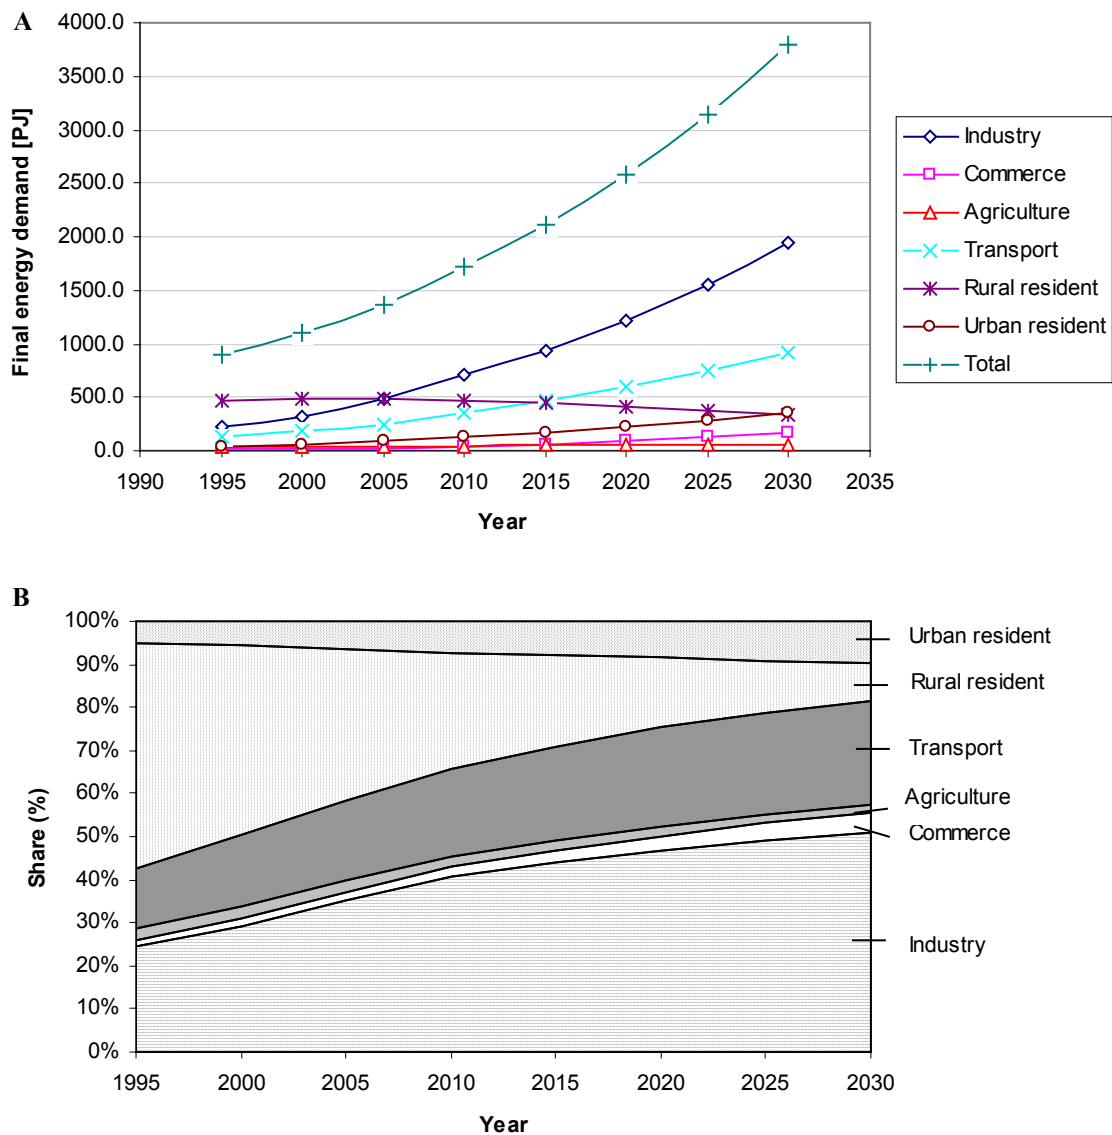 A
4000.0
3500.0
3000.0
2500.0
2000.0
1500.0
1000.0
500.0
0.0
Final energy demand [PJ]
1990 1995 2000 2005 2010 2015 2020 2025 2030 2035
Year
Industry
Commerce
Agriculture
Transport
Rural resident
Urban resident
Total
B
100%
90%
80%
70%
60%
50%
40%
30%
20%
10%
0%
Share (%)
1995 2000 2005 2010 2015 2020 2025 2030
Year
Urban resident
Rural resident
Transport
Agriculture
Commerce
Industry